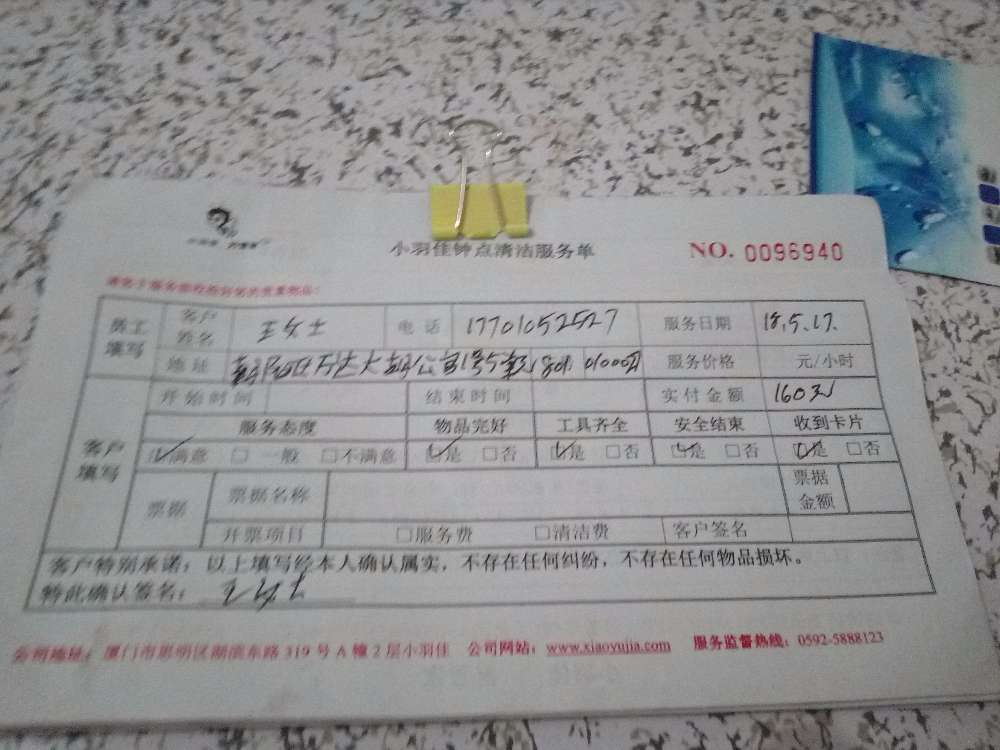 小羽佳钟点清洁服务单 NO. 0096940
员工填写 客户姓名 王女士 电话 17701052527 服务日期 18.5.17.
地址 服务价格 元/小时
客户填写 开始时间 结束时间 实付金额 160元
服务态度 物品完好 工具齐全 安全结束 收到卡片
☑满意 □一般 □不满意 ☑是 □否 ☑是 □否 ☑是 □否 ☑是 □否
票据 票据名称 票据金额
开票项目 □服务费 □清洁费 客户签名
客户特别承诺：以上填写经本人确认属实，不存在任何纠纷，不存在任何物品损坏。
特此确认签名： 王女士
公司地址：厦门市思明区湖滨东路 319 号 A 幢 2 层小羽佳 公司网站：www.xiaoyujia.com 服务监督热线：0592-5888123